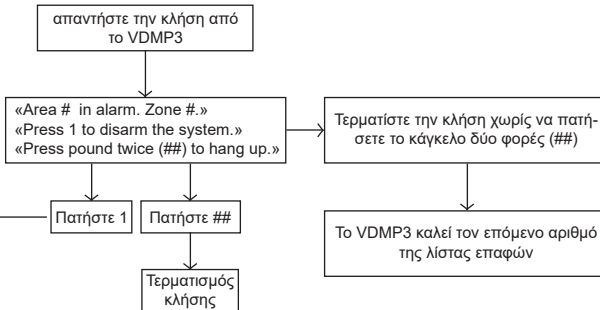 απαντήστε την κλήση από
το VDMP3
«Area # in alarm. Zone #.»
«Press 1 to disarm the system.»
«Press pound twice (##) to hang up.»
Τερματίστε την κλήση χωρίς να πατή-
σετε το κάγκελο δύο φορές (##)
Πατήστε 1
Πατήστε ##
Το VDMP3 καλεί τον επόμενο αριθμό
της λίστας επαφών
Τερματισμός
κλήσης